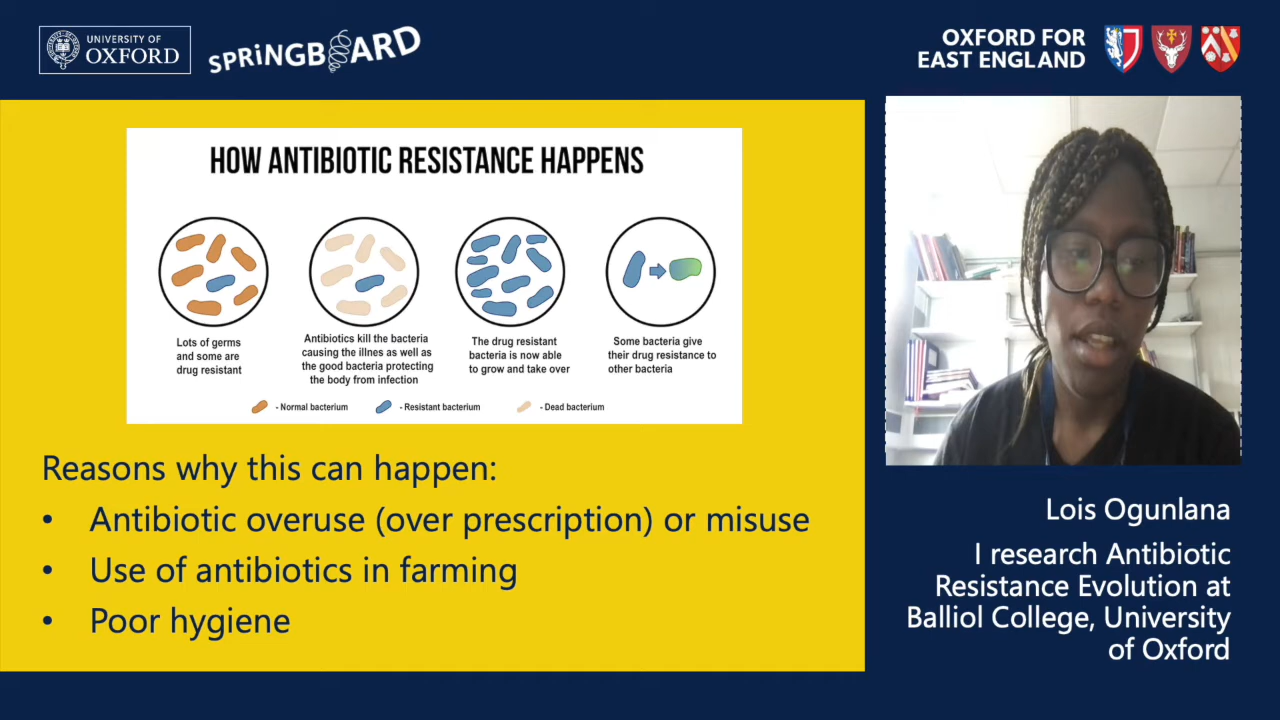 UNIVERSITY OF
OXFORD
SPRiNGBOARD
OXFORD FOR
EAST ENGLAND
HOW ANTIBIOTIC RESISTANCE HAPPENS
Lots of germs
and some are
drug resistant
Antibiotics kill the bacteria
causing the illnes as well as
the good bacteria protecting
the body from infection
The drug resistant
bacteria is now able
to grow and take over
Some bacteria give
their drug resistance to
other bacteria
- Normal bacterium
- Resistant bacterium
- Dead bacterium
Reasons why this can happen:
• Antibiotic overuse (over prescription) or misuse
• Use of antibiotics in farming
• Poor hygiene
Lois Ogunlana
I research Antibiotic
Resistance Evolution at
Balliol College, University
of Oxford